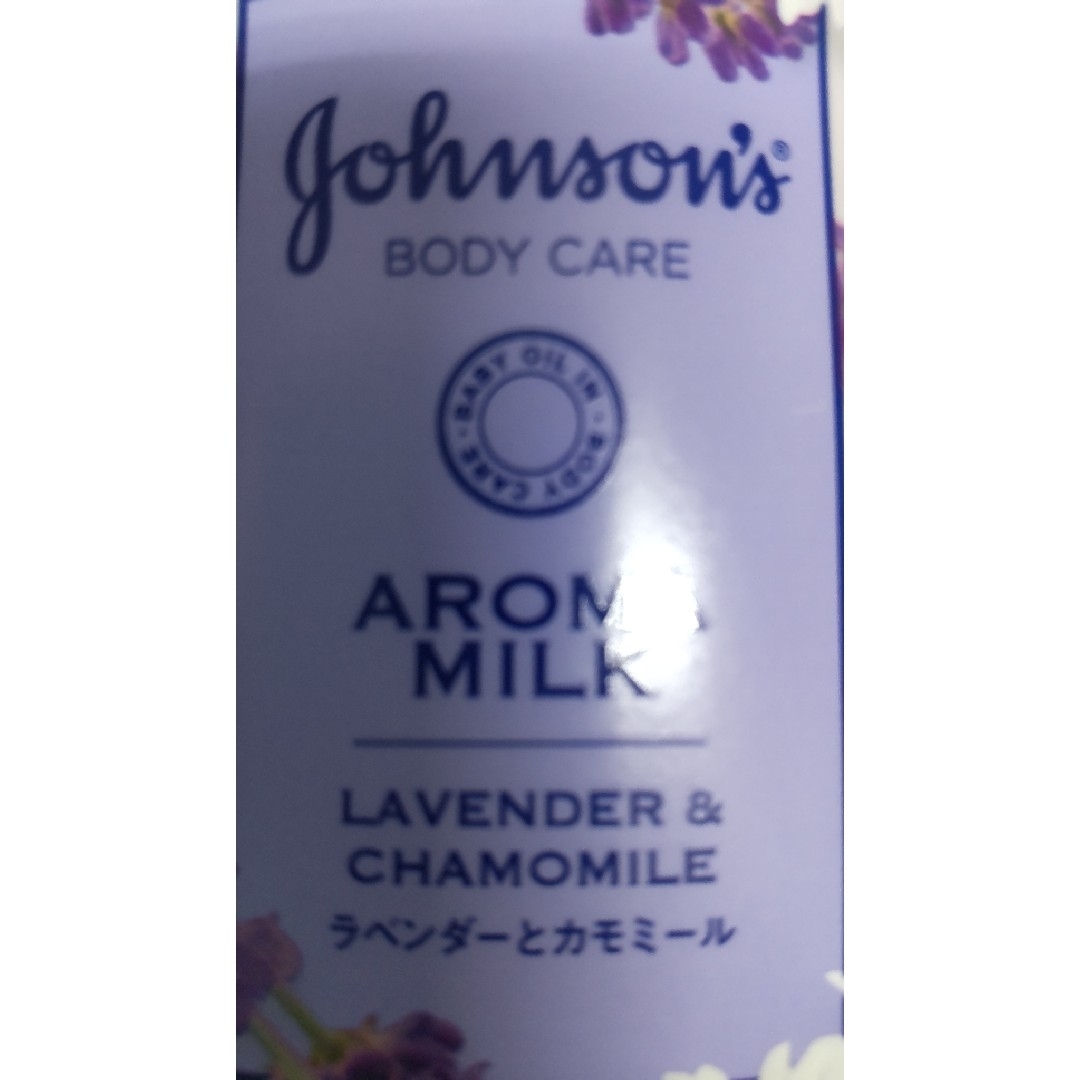 Johnson's®
BODY CARE
BABY OIL IN · BODY CARE ·
AROMA
MILK
LAVENDER &
CHAMOMILE
ラベンダーとカモミール